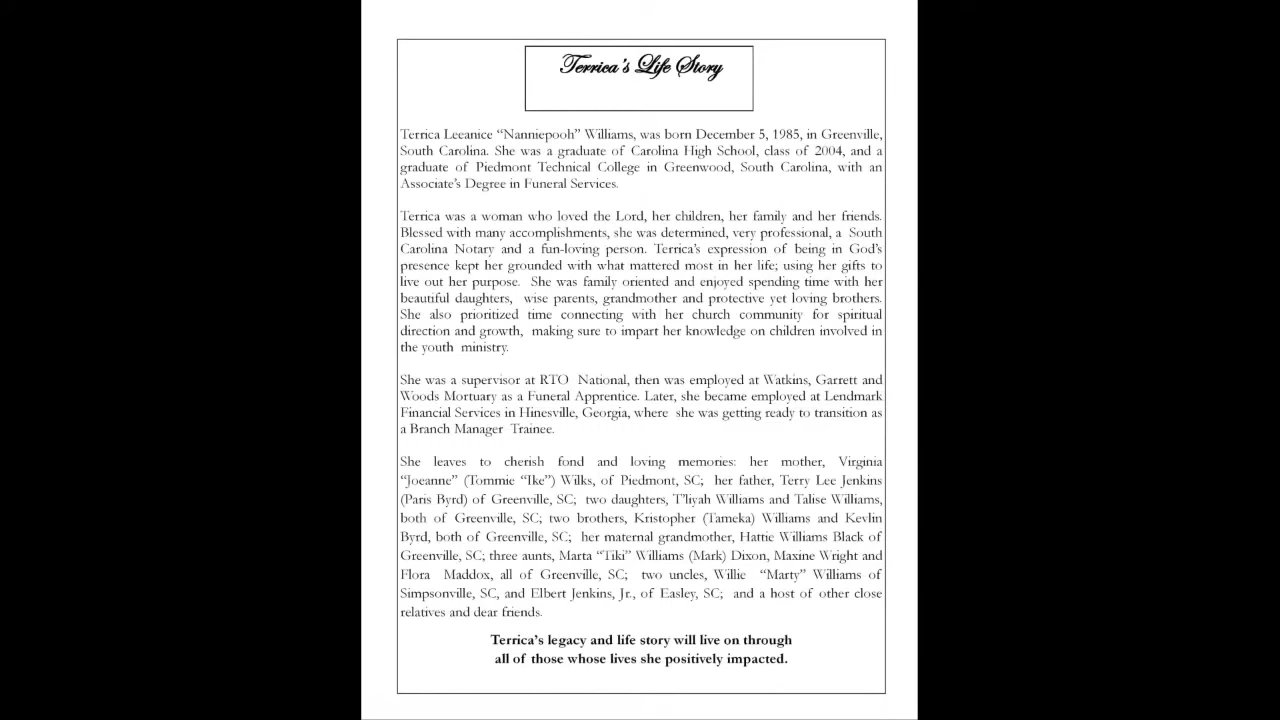 Terrica's Life Story
Terrica Leeanice “Nanniepooh” Williams, was born December 5, 1985, in Greenville,
South Carolina. She was a graduate of Carolina High School, class of 2004, and a
graduate of Piedmont Technical College in Greenwood, South Carolina, with an
Associate’s Degree in Funeral Services.
Terrica was a woman who loved the Lord, her children, her family and her friends.
Blessed with many accomplishments, she was determined, very professional, a South
Carolina Notary and a fun-loving person. Terrica’s expression of being in God’s
presence kept her grounded with what mattered most in her life; using her gifts to
live out her purpose. She was family oriented and enjoyed spending time with her
beautiful daughters, wise parents, grandmother and protective yet loving brothers.
She also prioritized time connecting with her church community for spiritual
direction and growth, making sure to impart her knowledge on children involved in
the youth ministry.
She was a supervisor at RTO National, then was employed at Watkins, Garrett and
Woods Mortuary as a Funeral Apprentice. Later, she became employed at Lendmark
Financial Services in Hinesville, Georgia, where she was getting ready to transition as
a Branch Manager Trainee.
She leaves to cherish fond and loving memories: her mother, Virginia
“Joeanne” (Tommie “Ike”) Wilks, of Piedmont, SC; her father, Terry Lee Jenkins
(Paris Byrd) of Greenville, SC; two daughters, T’liyah Williams and Talise Williams,
both of Greenville, SC; two brothers, Kristopher (Tameka) Williams and Kevlin
Byrd, both of Greenville, SC; her maternal grandmother, Hattie Williams Black of
Greenville, SC; three aunts, Marta “Tiki” Williams (Mark) Dixon, Maxine Wright and
Flora Maddox, all of Greenville, SC; two uncles, Willie “Marty” Williams of
Simpsonville, SC, and Elbert Jenkins, Jr., of Easley, SC; and a host of other close
relatives and dear friends.
Terrica’s legacy and life story will live on through
all of those whose lives she positively impacted.